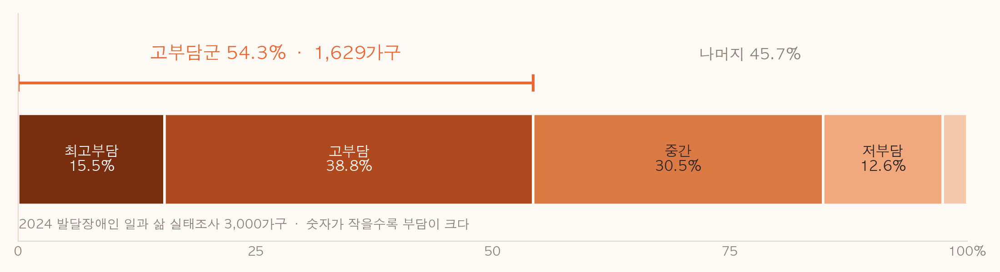 고부담군 54.3% · 1,629가구
나머지 45.7%
최고부담
15.5%
고부담
38.8%
중간
30.5%
저부담
12.6%
2024 발달장애인 일과 삶 실태조사 3,000가구 · 숫자가 작을수록 부담이 크다
0 25 50 75 100%